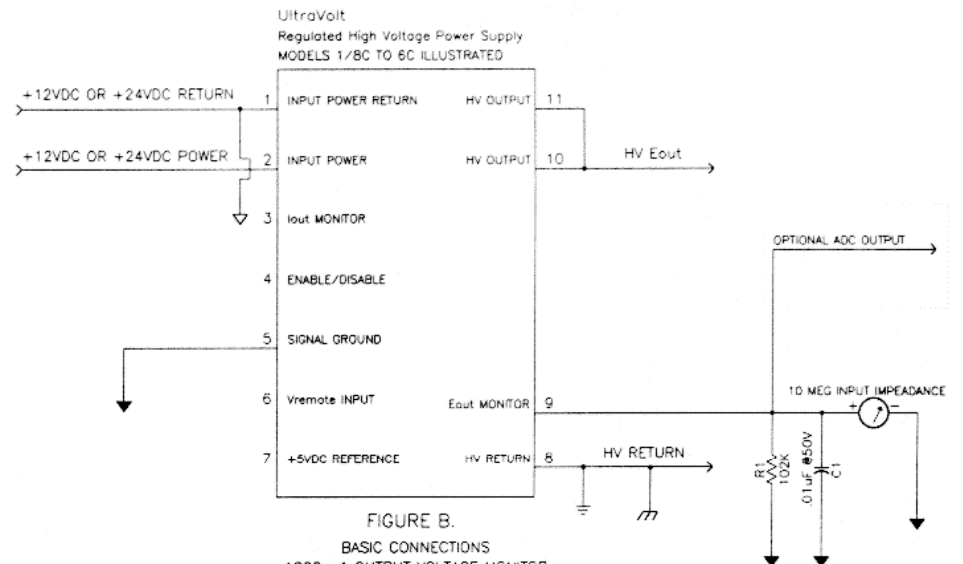 UltraVolt
Regulated High Voltage Power Supply
MODELS 1/8C TO 6C ILLUSTRATED
+12VDC OR +24VDC RETURN
1 INPUT POWER RETURN
HV OUTPUT 11
+12VDC OR +24VDC POWER
2 INPUT POWER
HV OUTPUT 10
HV Eout
3 Iout MONITOR
OPTIONAL ADC OUTPUT
4 ENABLE/DISABLE
5 SIGNAL GROUND
10 MEG INPUT IMPEADANCE
6 Vremote INPUT
Eout MONITOR 9
+ -
7 +5VDC REFERENCE
HV RETURN 8
HV RETURN
R1
102K
.01uF @50V
C1
FIGURE B.
BASIC CONNECTIONS
OUTPUT VOLTAGE MONITOR